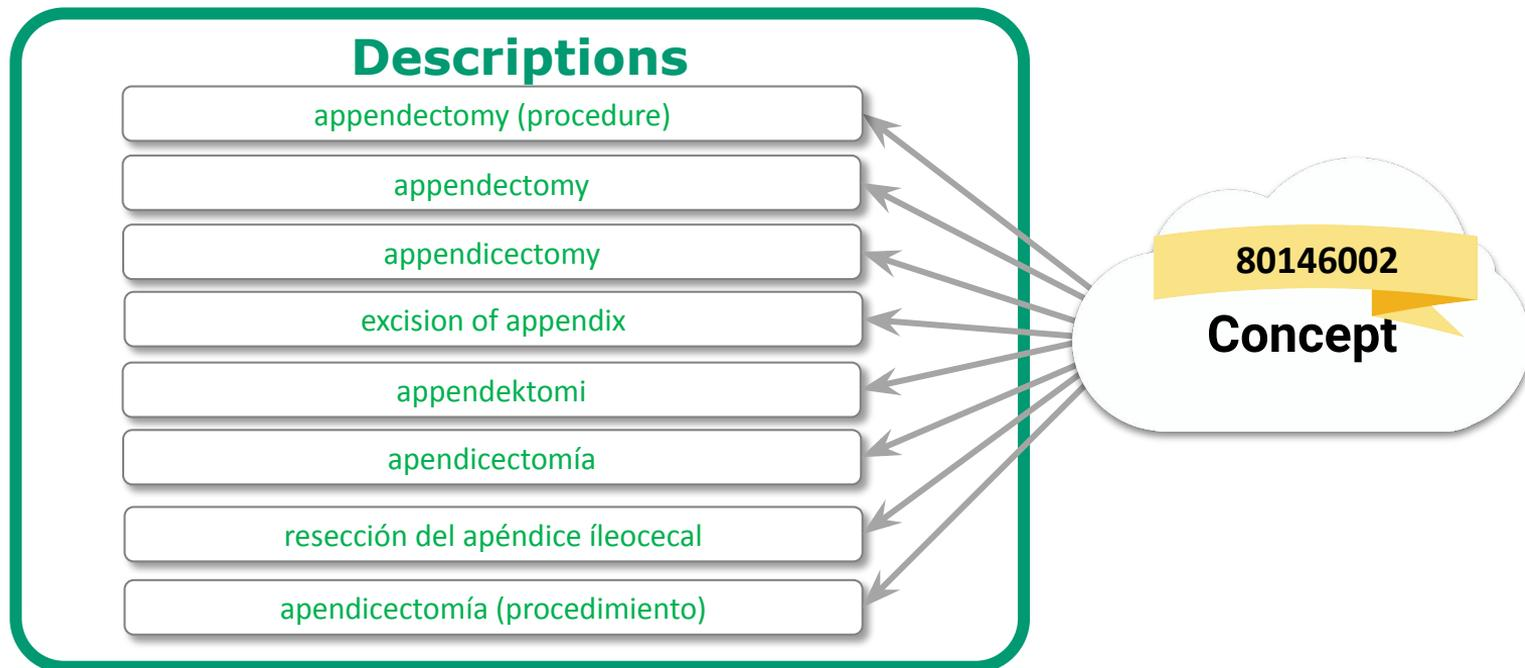 Descriptions
appendectomy (procedure)
appendectomy
appendicectomy
excision of appendix
appendektomi
apendicectomía
resección del apéndice íleocecal
apendicectomía (procedimiento)
80146002
Concept